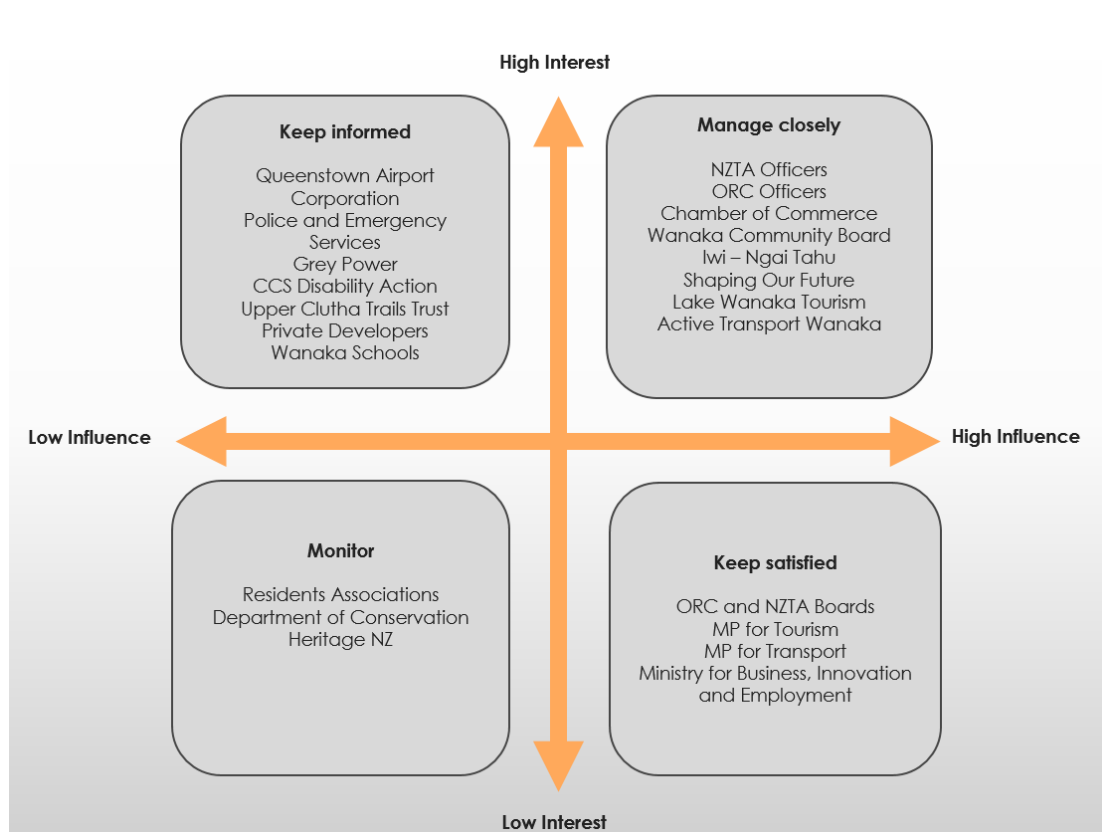 High Interest
Keep informed
Queenstown Airport
Corporation
Police and Emergency
Services
Grey Power
CCS Disability Action
Upper Clutha Trails Trust
Private Developers
Wanaka Schools
Manage closely
NZTA Officers
ORC Officers
Chamber of Commerce
Wanaka Community Board
Iwi – Ngai Tahu
Shaping Our Future
Lake Wanaka Tourism
Active Transport Wanaka
Low Influence
High Influence
Monitor
Residents Associations
Department of Conservation
Heritage NZ
Keep satisfied
ORC and NZTA Boards
MP for Tourism
MP for Transport
Ministry for Business, Innovation
and Employment
Low Interest